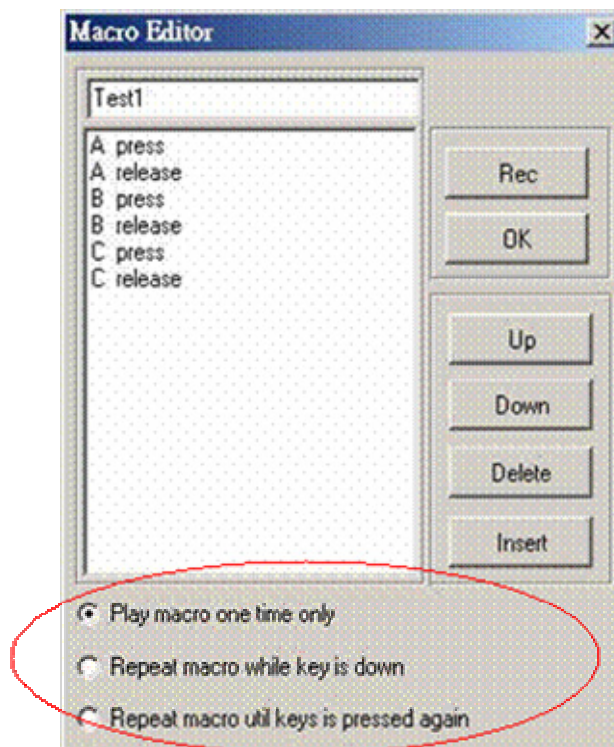 Macro Editor
Test1
A press
A release
B press
B release
C press
C release
Rec
OK
Up
Down
Delete
Insert
Play macro one time only
Repeat macro while key is down
Repeat macro util keys is pressed again